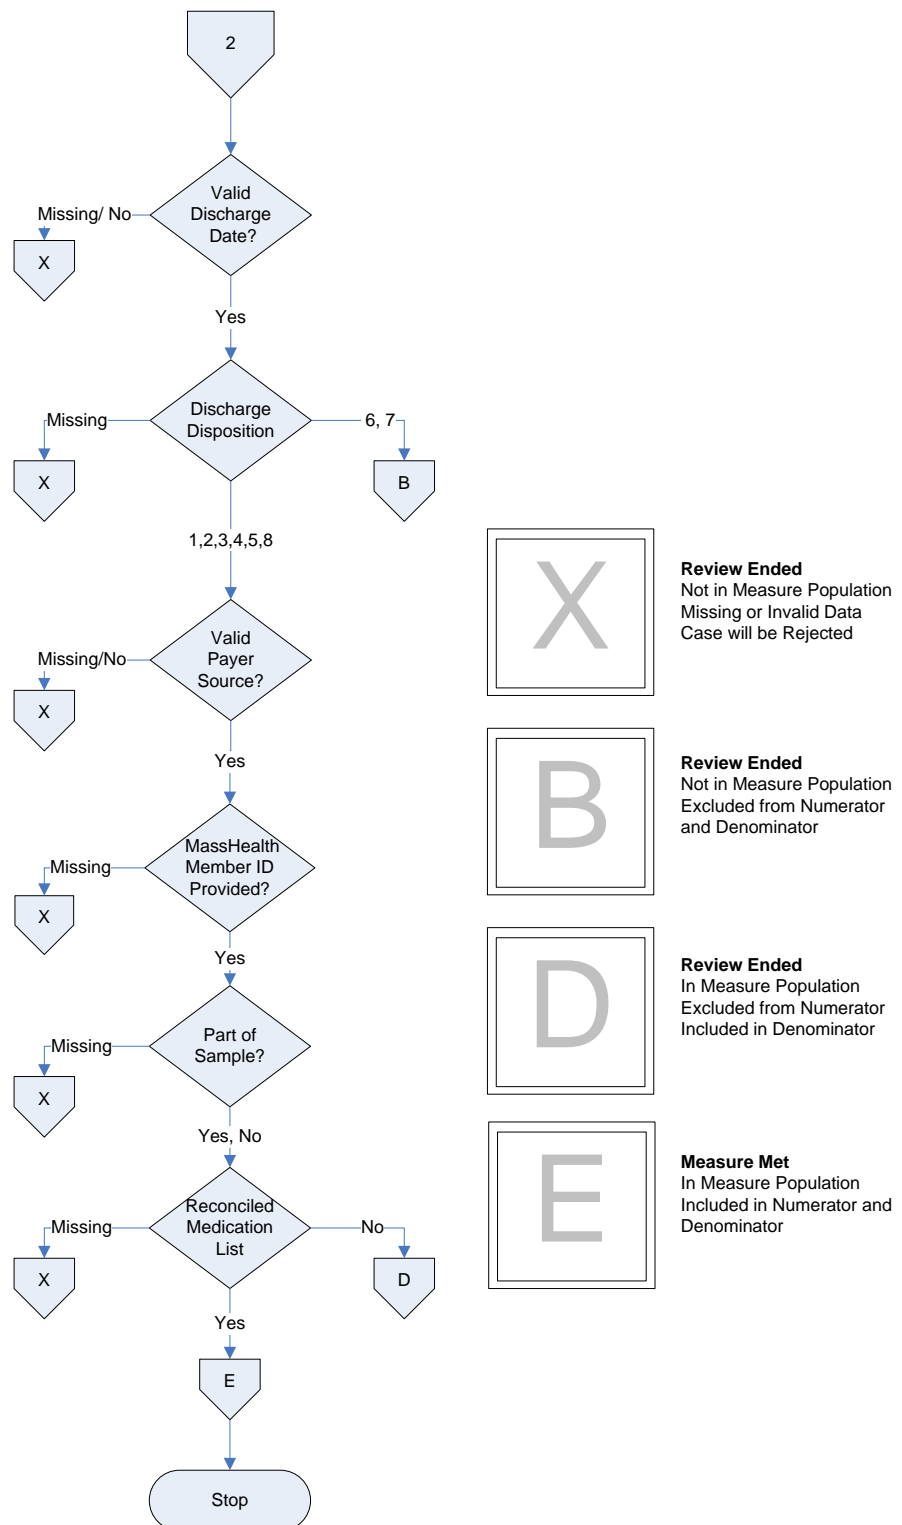 2
Valid
Discharge
Date?
Missing/ No
X
Yes
Discharge
Disposition
Missing
6, 7
X
B
1,2,3,4,5,8
Valid
Payer
Source?
Missing/No
X
Yes
MassHealth
Member ID
Provided?
Missing
X
Yes
Part of
Sample?
Missing
X
Yes, No
Reconciled
Medication
List
Missing
No
X
D
Yes
E
Stop
X
Review Ended
Not in Measure Population
Missing or Invalid Data
Case will be Rejected
B
Review Ended
Not in Measure Population
Excluded from Numerator
and Denominator
D
Review Ended
In Measure Population
Excluded from Numerator
Included in Denominator
E
Measure Met
In Measure Population
Included in Numerator and
Denominator